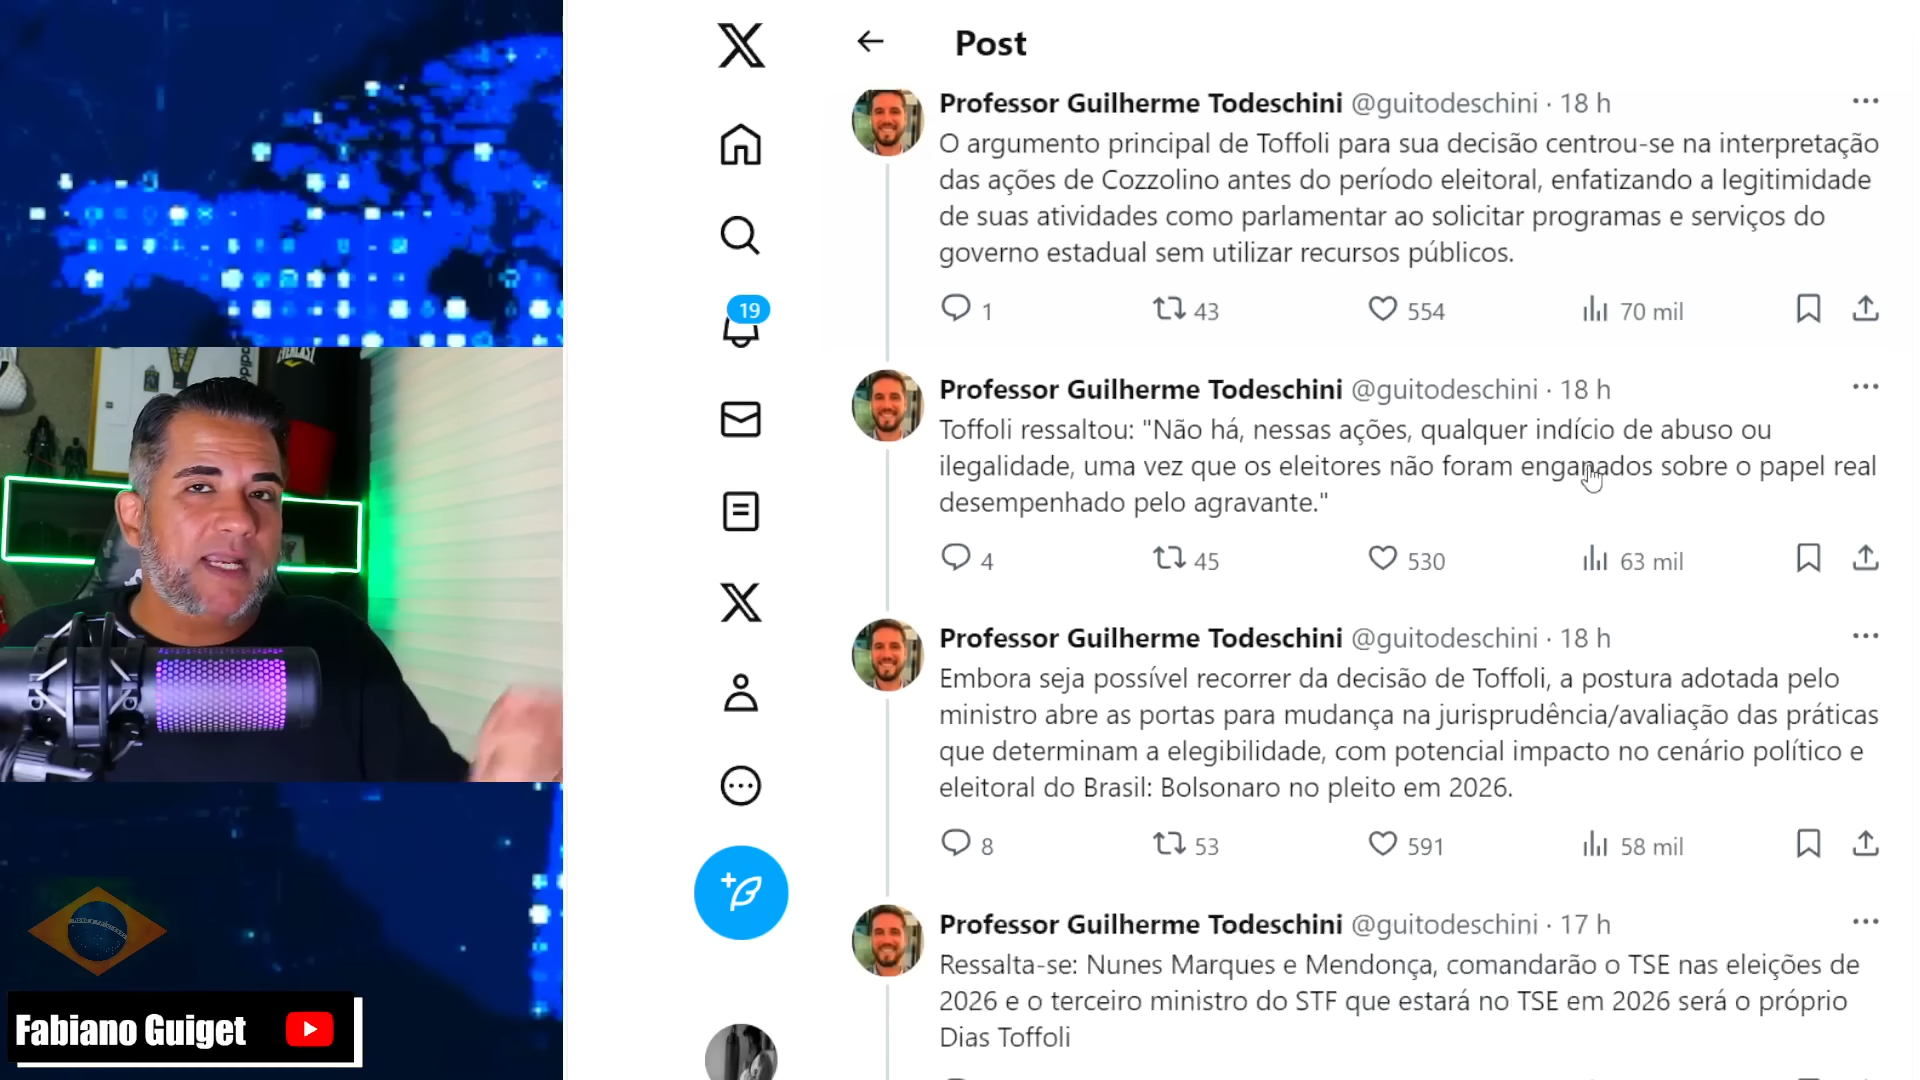 Post
Professor Guilherme Todeschini @guitodeschini · 18 h
O argumento principal de Toffoli para sua decisão centrou-se na interpretação
das ações de Cozzolino antes do período eleitoral, enfatizando a legitimidade
de suas atividades como parlamentar ao solicitar programas e serviços do
governo estadual sem utilizar recursos públicos.
1 43 554 70 mil
19
Professor Guilherme Todeschini @guitodeschini · 18 h
Toffoli ressaltou: "Não há, nessas ações, qualquer indício de abuso ou
ilegalidade, uma vez que os eleitores não foram enganados sobre o papel real
desempenhado pelo agravante."
4 45 530 63 mil
Professor Guilherme Todeschini @guitodeschini · 18 h
Embora seja possível recorrer da decisão de Toffoli, a postura adotada pelo
ministro abre as portas para mudança na jurisprudência/avaliação das práticas
que determinam a elegibilidade, com potencial impacto no cenário político e
eleitoral do Brasil: Bolsonaro no pleito em 2026.
8 53 591 58 mil
Professor Guilherme Todeschini @guitodeschini · 17 h
Ressalta-se: Nunes Marques e Mendonça, comandarão o TSE nas eleições de
2026 e o terceiro ministro do STF que estará no TSE em 2026 será o próprio
Dias Toffoli
EVERLAST
adidas
Fabiano Guiget